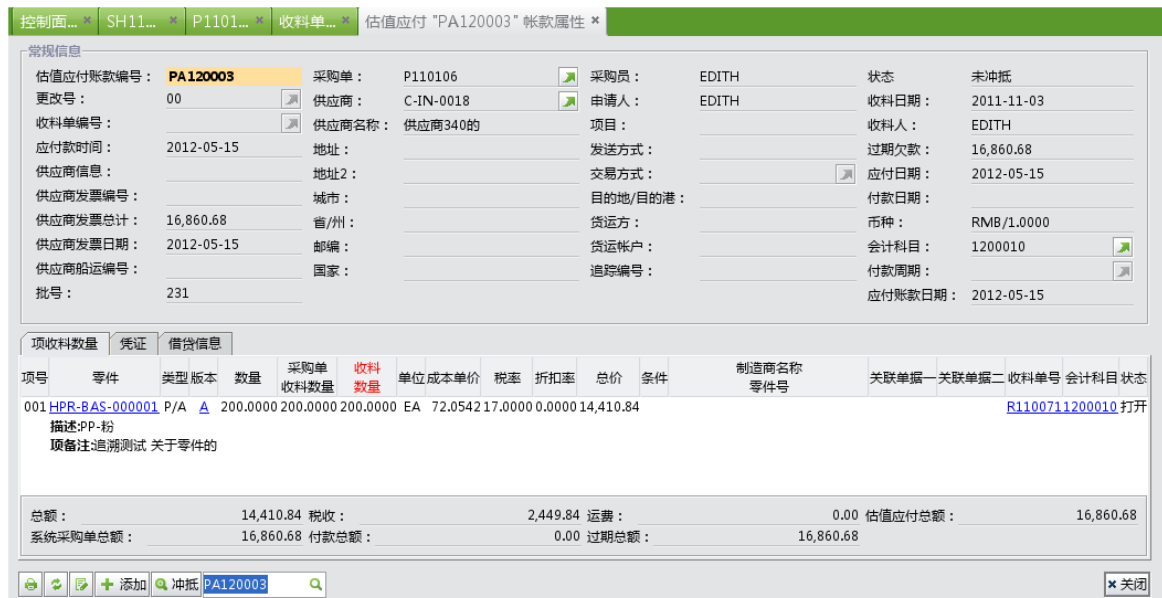 控制面... × SH11... × P1101... × 收料单... × 估值应付 "PA120003" 帐款属性 ×
常规信息
估值应付账款编号： PA120003 采购单： P110106 采购员： EDITH 状态 未冲抵
更改号： 00 供应商： C-IN-0018 申请人： EDITH 收料日期： 2011-11-03
收料单编号： 供应商名称： 供应商340的 项目： 收料人： EDITH
应付款时间： 2012-05-15 地址： 发送方式： 过期欠款： 16,860.68
供应商信息： 地址2： 交易方式： 应付日期： 2012-05-15
供应商发票编号： 城市： 目的地/目的港： 付款日期：
供应商发票总计： 16,860.68 省/州： 货运方： 币种： RMB/1.0000
供应商发票日期： 2012-05-15 邮编： 货运帐户： 会计科目： 1200010
供应商船运编号： 国家： 追踪编号： 付款周期：
批号： 231 应付账款日期： 2012-05-15
项收料数量 凭证 借贷信息
项号 零件 类型 版本 数量 采购单 收料数量 收料 数量 单位 成本单价 税率 折扣率 总价 条件 制造商名称 零件号 关联单据一 关联单据二 收料单号 会计科目 状态
001 HPR-BAS-000001 P/A A 200.0000 200.0000 200.0000 EA 72.0542 17.0000 0.0000 14,410.84 R110071 1200010 打开
描述:PP-粉
项备注:追溯测试 关于零件的
总额： 14,410.84 税收： 2,449.84 运费： 0.00 估值应付总额： 16,860.68
系统采购单总额： 16,860.68 付款总额： 0.00 过期总额： 16,860.68
添加 冲抵 PA120003 × 关闭